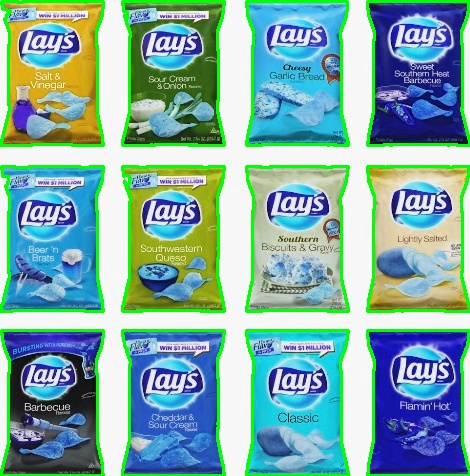 WIN $1 MILLION
Lay's
Salt &
Vinegar
WIN $1 MILLION
Lay's
Sour Cream
& Onion
Lay's
Cheesy
Garlic Bread
Lay's
Sweet
Southern Heat
Barbecue
WIN $1 MILLION
Lay's
Beer 'n
Brats
WIN $1 MILLION
Lay's
Southwestern
Queso
Lay's
Southern
Biscuits & Gravy
Lay's
Lightly Salted
BURSTING WITH MORE
Lay's
Barbecue
WIN $1 MILLION
Lay's
Cheddar &
Sour Cream
WIN $1 MILLION
Lay's
Classic
Lay's
Flamin' Hot